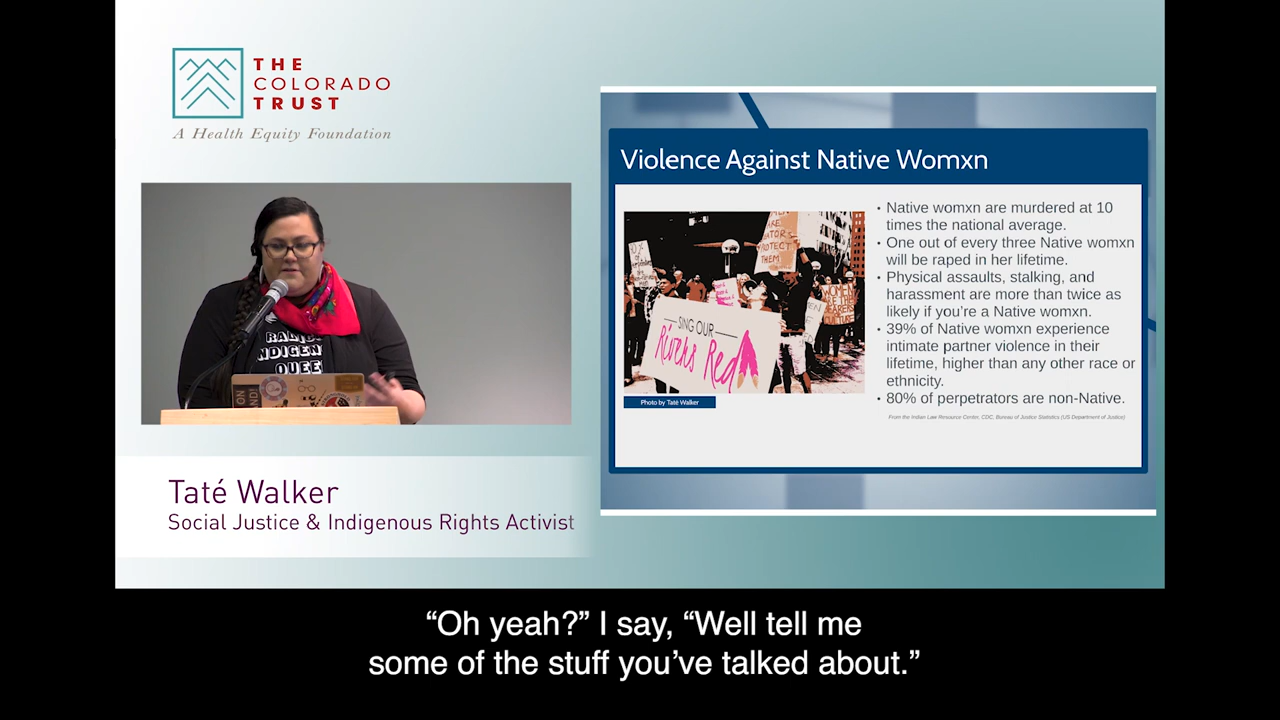 THE
COLORADO
TRUST
A Health Equity Foundation
RADIC
INDIGEN
QUEE
Taté Walker
Social Justice & Indigenous Rights Activist
Violence Against Native Womxn
SING OUR
Rivers Red
PROTECT
THEM
Photo by Taté Walker
• Native womxn are murdered at 10
times the national average.
• One out of every three Native womxn
will be raped in her lifetime.
• Physical assaults, stalking, and
harassment are more than twice as
likely if you’re a Native womxn.
• 39% of Native womxn experience
intimate partner violence in their
lifetime, higher than any other race or
ethnicity.
• 80% of perpetrators are non-Native.
From the Indian Law Resource Center, CDC, Bureau of Justice Statistics (US Department of Justice)
“Oh yeah?” I say, “Well tell me
some of the stuff you’ve talked about.”